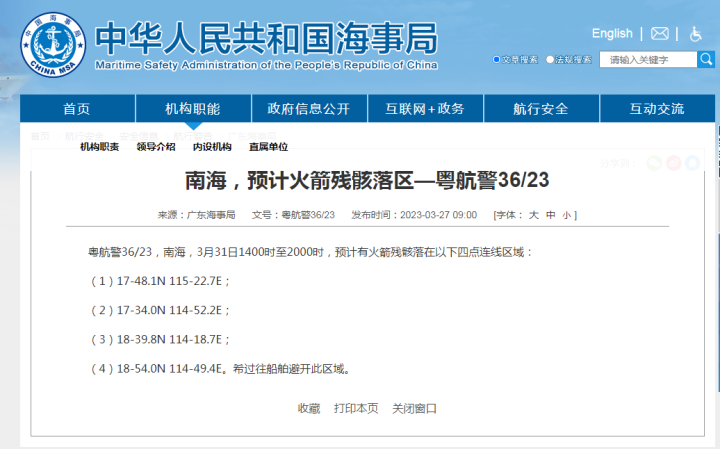 中华人民共和国海事局
Maritime Safety Administration of the People's Republic of China
中国海事局
CHINA MSA
English | |
文章搜索 法规搜索 请输入关键字
首页 机构职能 政府信息公开 互联网+政务 航行安全 互动交流
机构职责 领导介绍 内设机构 直属单位
南海，预计火箭残骸落区—粤航警36/23
来源：广东海事局 文号：粤航警36/23 发布时间：2023-03-27 09:00 [字体： 大 中 小 ]
粤航警36/23，南海，3月31日1400时至2000时，预计有火箭残骸落在以下四点连线区域：
（1）17-48.1N 115-22.7E；
（2）17-34.0N 114-52.2E；
（3）18-39.8N 114-18.7E；
（4）18-54.0N 114-49.4E。希过往船舶避开此区域。
收藏 打印本页 关闭窗口